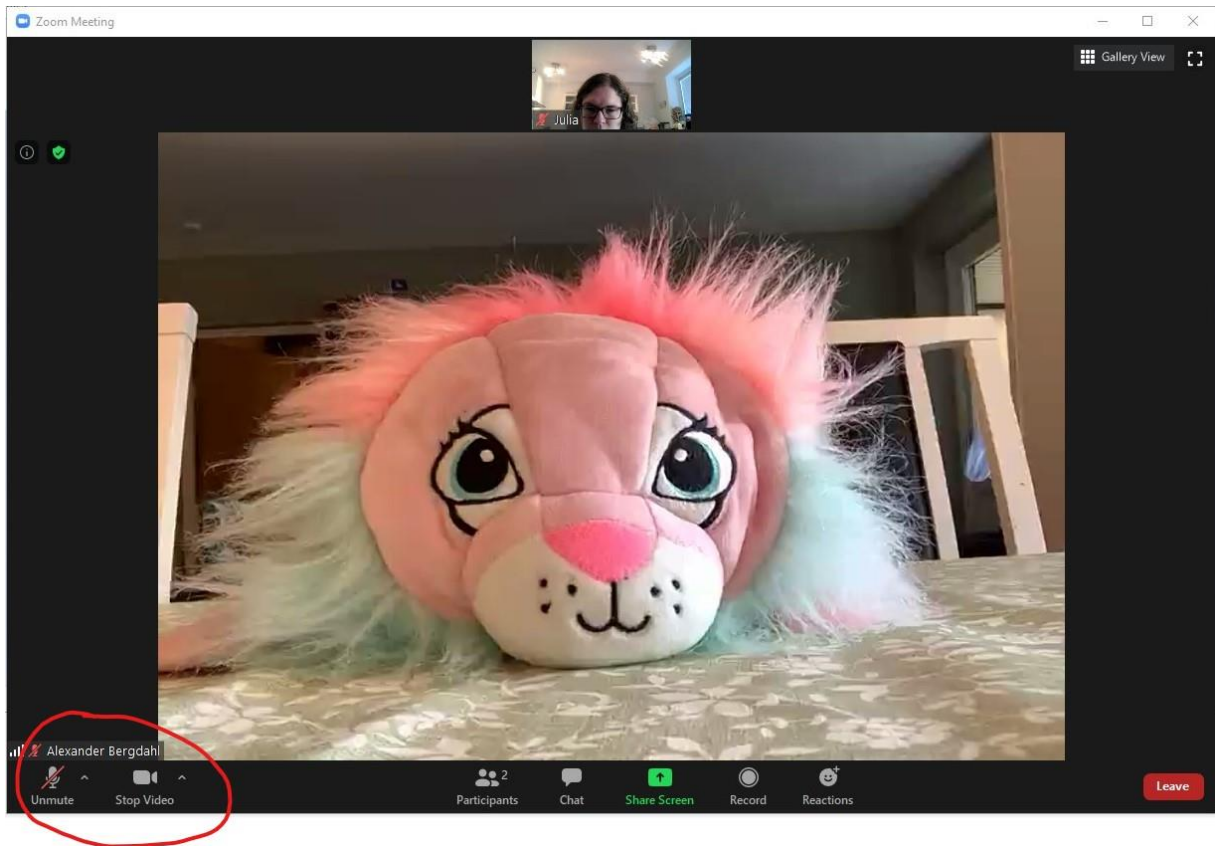 Zoom Meeting
Gallery View
Julia
Alexander Bergdahl
2
Unmute
Stop Video
Participants
Chat
Share Screen
Record
Reactions
Leave